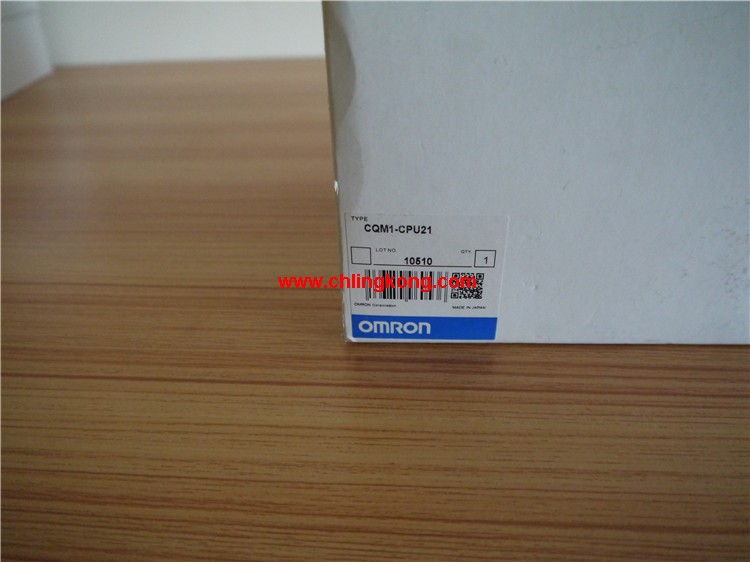 TYPE
CQM1-CPU21
LOT NO. QTY.
10510 1
www.chlingkong.com
OMRON Corporation MADE IN JAPAN
OMRON